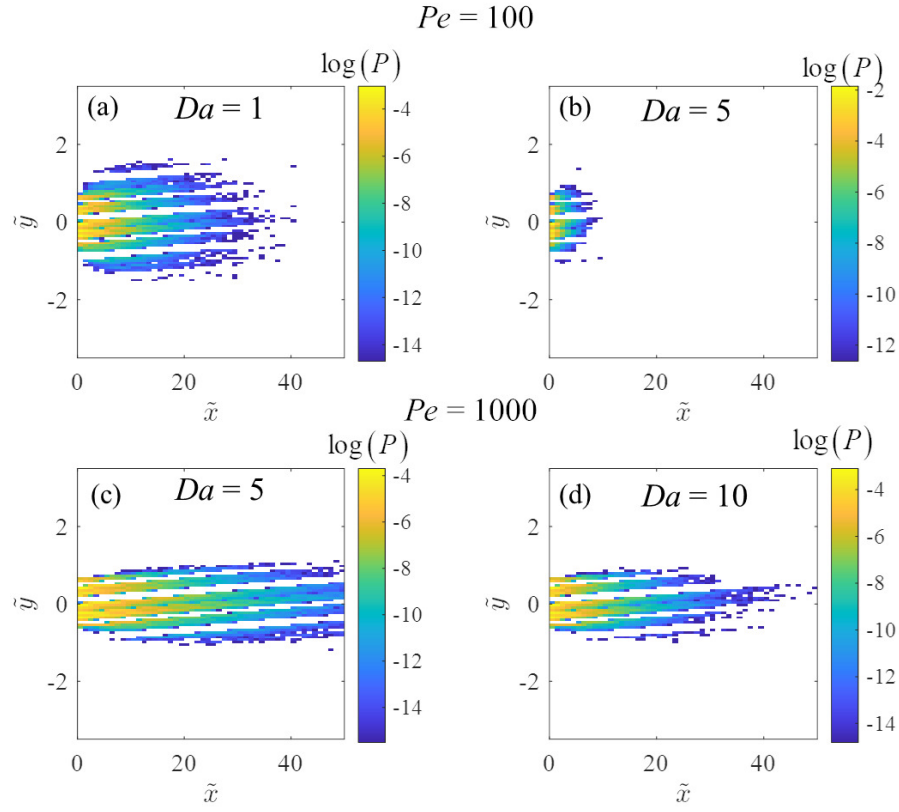 Pe = 100
log(P)
log(P)
(a)
Da = 1
(b)
Da = 5
-4
-6
-8
-10
-12
-14
-2
-4
-6
-8
-10
-12
2
0
-2
ỹ
2
0
-2
ỹ
0
20
40
0
20
40
x̃
x̃
Pe = 1000
log(P)
log(P)
(c)
Da = 5
(d)
Da = 10
-4
-6
-8
-10
-12
-14
-4
-6
-8
-10
-12
-14
2
0
-2
ỹ
2
0
-2
ỹ
0
20
40
0
20
40
x̃
x̃